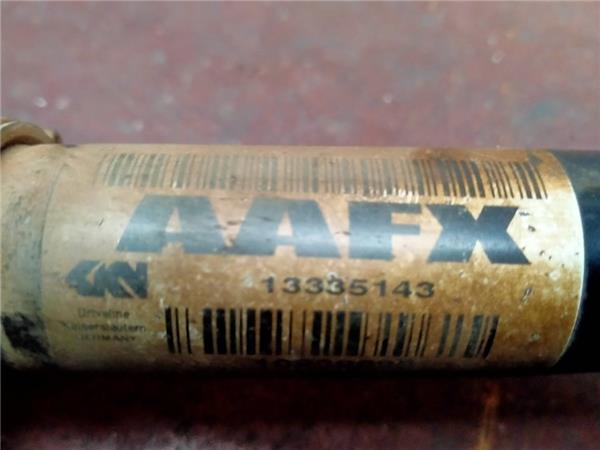 AAFX
GKN
13335143
Driveline
Kaiserslautern
GERMANY